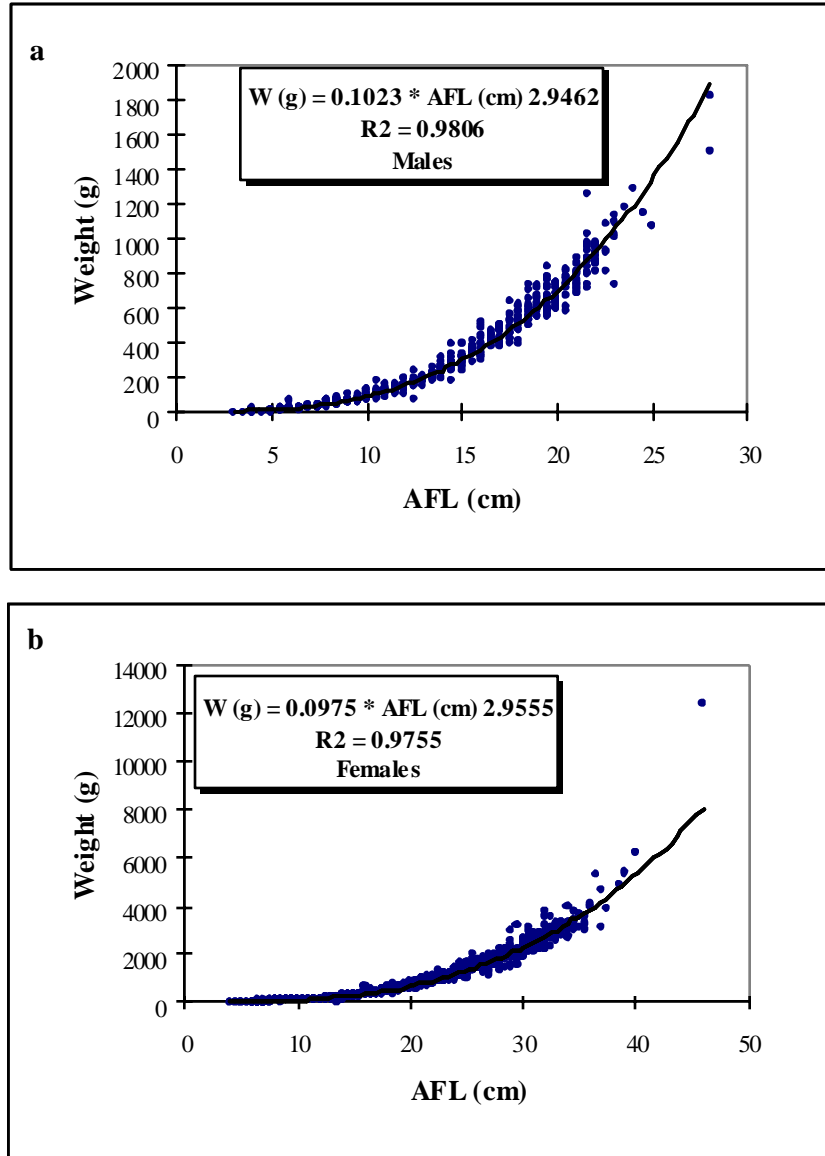 a
W (g) = 0.1023 * AFL (cm) 2.9462
R2 = 0.9806
Males
2000
1800
1600
1400
1200
1000
800
600
400
200
0
Weight (g)
0 5 10 15 20 25 30
AFL (cm)
b
W (g) = 0.0975 * AFL (cm) 2.9555
R2 = 0.9755
Females
14000
12000
10000
8000
6000
4000
2000
0
Weight (g)
0 10 20 30 40 50
AFL (cm)